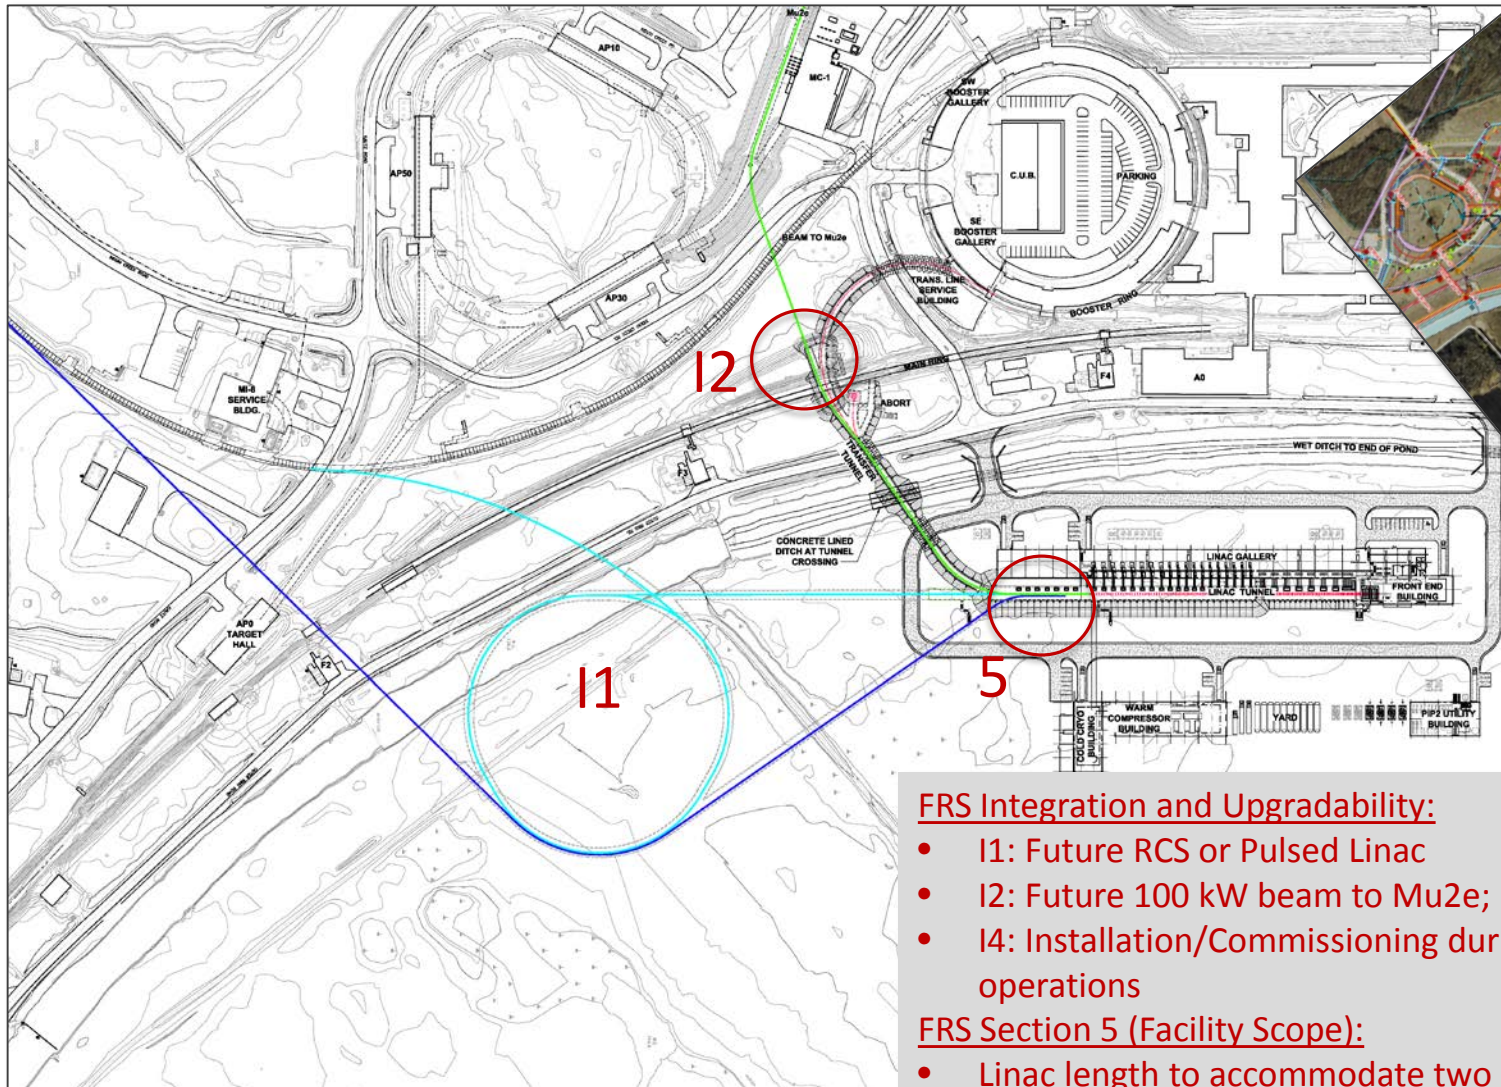 Mu2e
AP10
MC-1
SW
BOOSTER
GALLERY
AP50
C.U.B.
PARKING
SE
BOOSTER
GALLERY
BEAM TO Mu2e
TRANS. LINE
SERVICE
BUILDING
AP30
BOOSTER RING
I2
MAIN RING
F4
A0
MI-8
SERVICE
BLDG.
ABORT
F3
TRANSFER
TUNNEL
WET DITCH TO END OF POND
CONCRETE LINED
DITCH AT TUNNEL
CROSSING
LINAC GALLERY
LINAC TUNNEL
FRONT END
BUILDING
AP0
TARGET
HALL
F2
I1
5
COLD CRYO
BUILDING
WARM
COMPRESSOR
BUILDING
YARD
PIP2 UTILITY
BUILDING
FRS Integration and Upgradability:
• I1: Future RCS or Pulsed Linac
• I2: Future 100 kW beam to Mu2e;
• I4: Installation/Commissioning dur
operations
FRS Section 5 (Facility Scope):
• Linac length to accommodate two